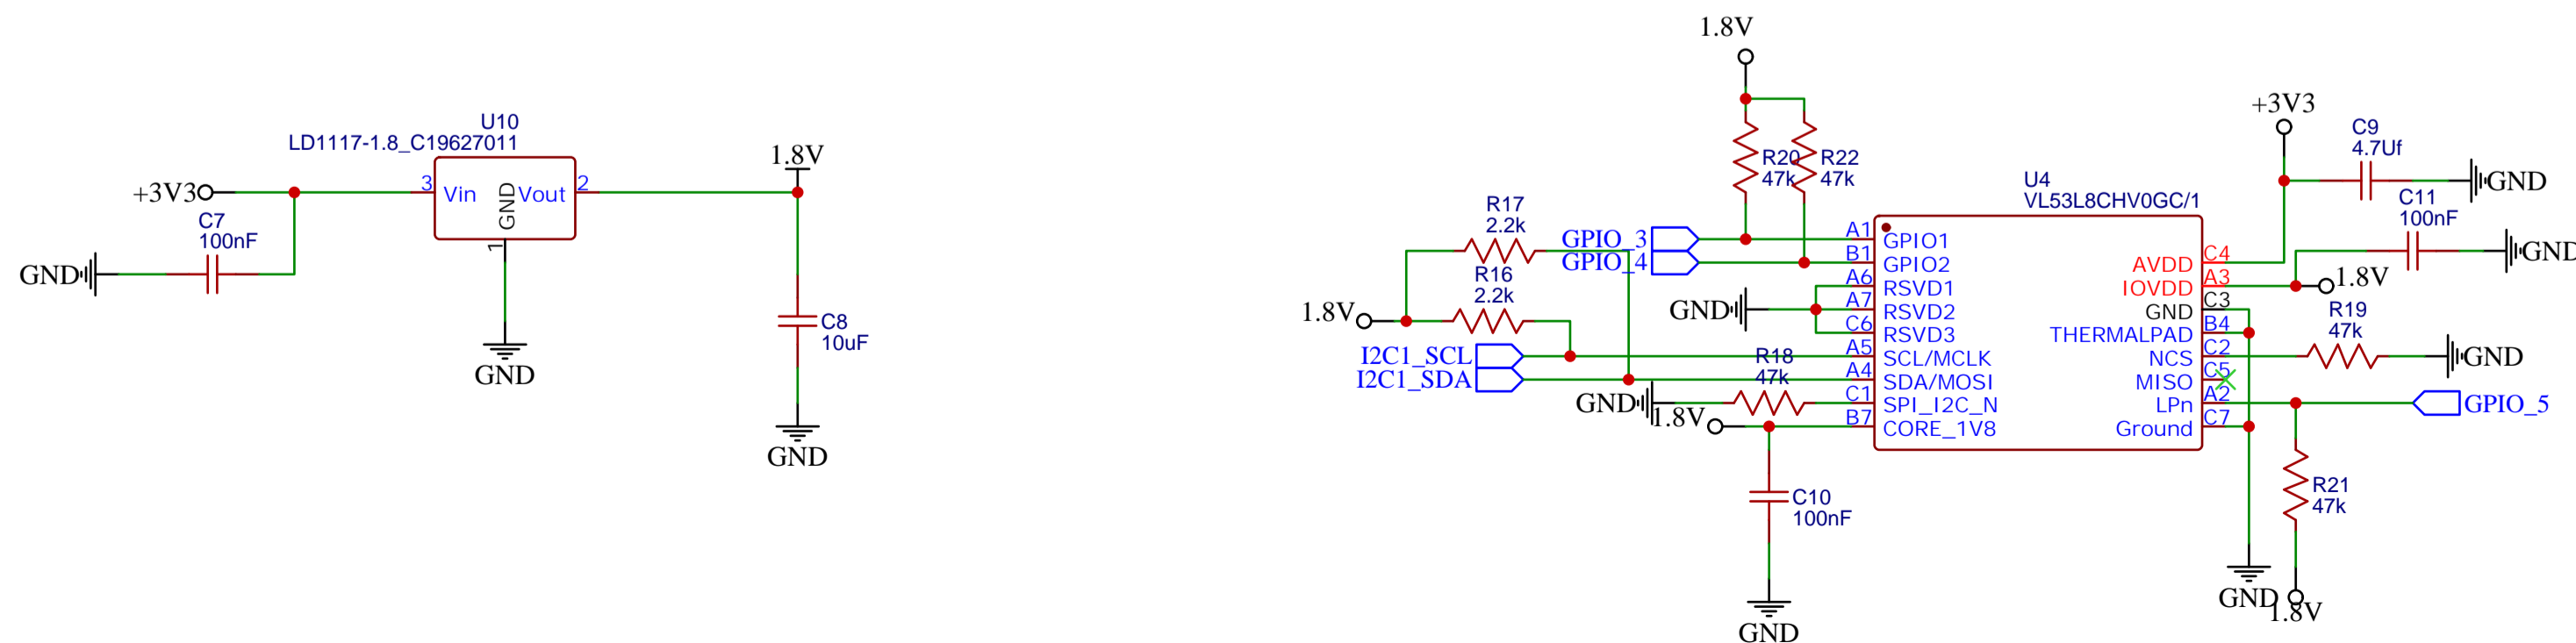 U10
LD1117-1.8_C19627011
+3V3
3
Vin
GND
Vout
2
1
1.8V
C7
100nF
GND
GND
C8
10uF
GND
1.8V
R20
47k
R22
47k
R17
2.2k
R16
2.2k
1.8V
GPIO_3
GPIO_4
GND
I2C1_SCL
I2C1_SDA
R18
47k
GND
1.8V
C10
100nF
GND
U4
VL53L8CHV0GC/1
A1
GPIO1
B1
GPIO2
A6
RSVD1
A7
RSVD2
C6
RSVD3
A5
SCL/MCLK
A4
SDA/MOSI
C1
SPI_I2C_N
B7
CORE_1V8
AVDD
C4
IOVDD
A3
GND
C3
THERMALPAD
B4
NCS
C2
MISO
C5
LPn
A2
Ground
C7
+3V3
C9
4.7Uf
GND
C11
100nF
GND
1.8V
R19
47k
GND
GPIO_5
R21
47k
GND
1.8V